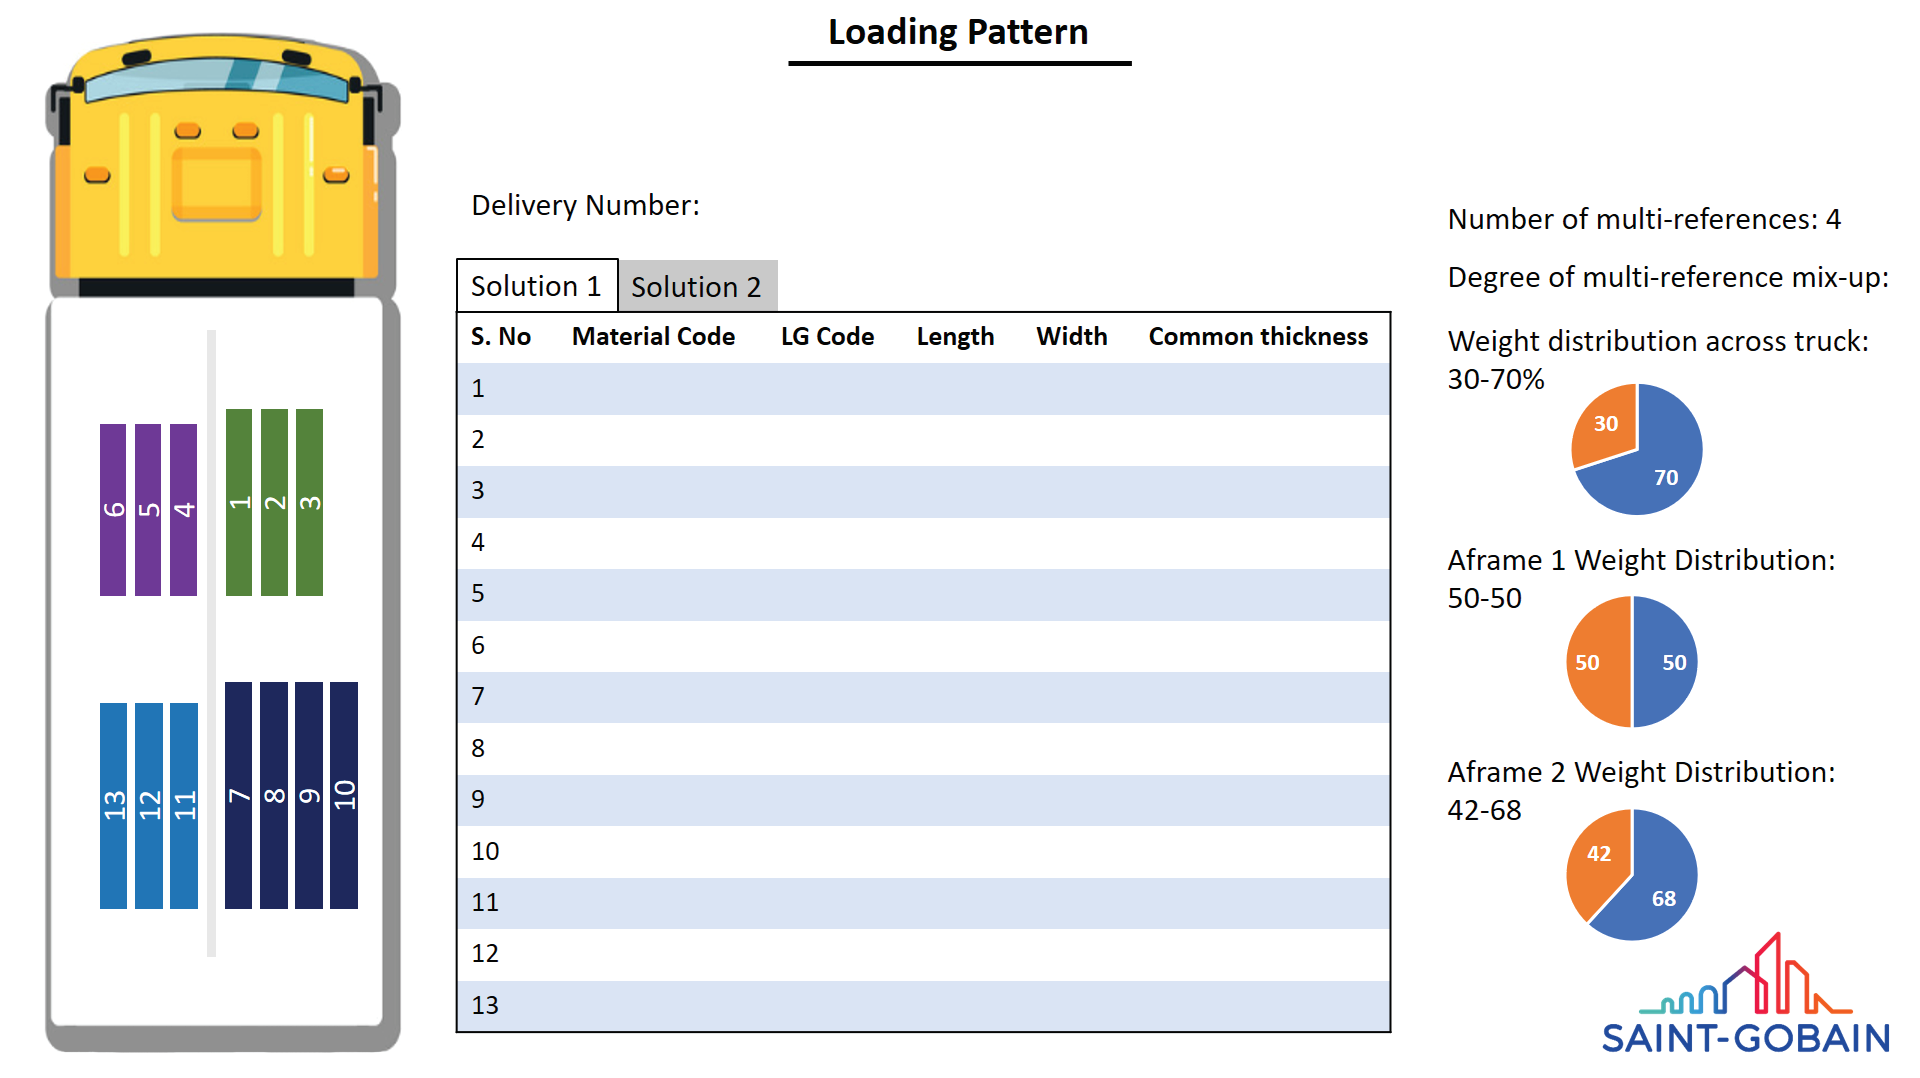 Loading Pattern
Delivery Number:
Solution 1 Solution 2
S. No Material Code LG Code Length Width Common thickness
1
2
3
4
5
6
7
8
9
10
11
12
13
6 5 4 1 2 3
13 12 11 7 8 9 10
Number of multi-references: 4
Degree of multi-reference mix-up:
Weight distribution across truck:
30-70%
30
70
Aframe 1 Weight Distribution:
50-50
50 50
Aframe 2 Weight Distribution:
42-68
42
68
SAINT-GOBAIN